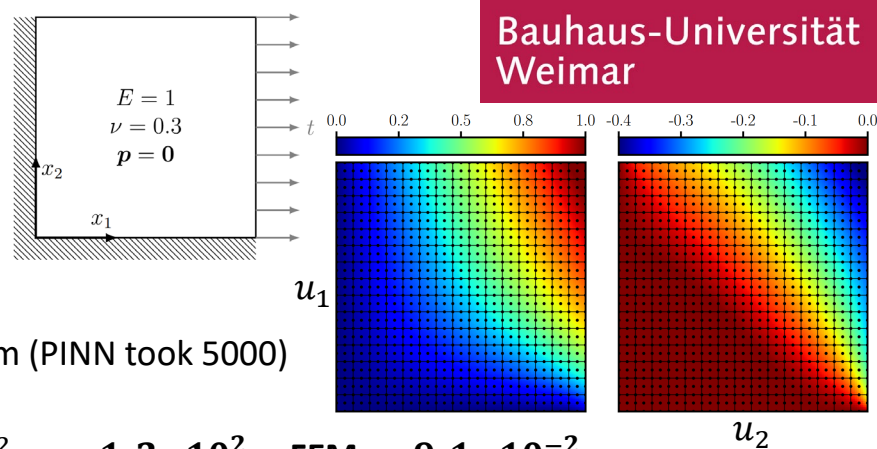 Bauhaus-Universität
Weimar
E = 1
ν = 0.3
p = 0
t
x₂
x₁
0.0 0.2 0.5 0.8 1.0
-0.4 -0.3 -0.2 -0.1 0.0
u₁
u₂
(PINN took 5000)